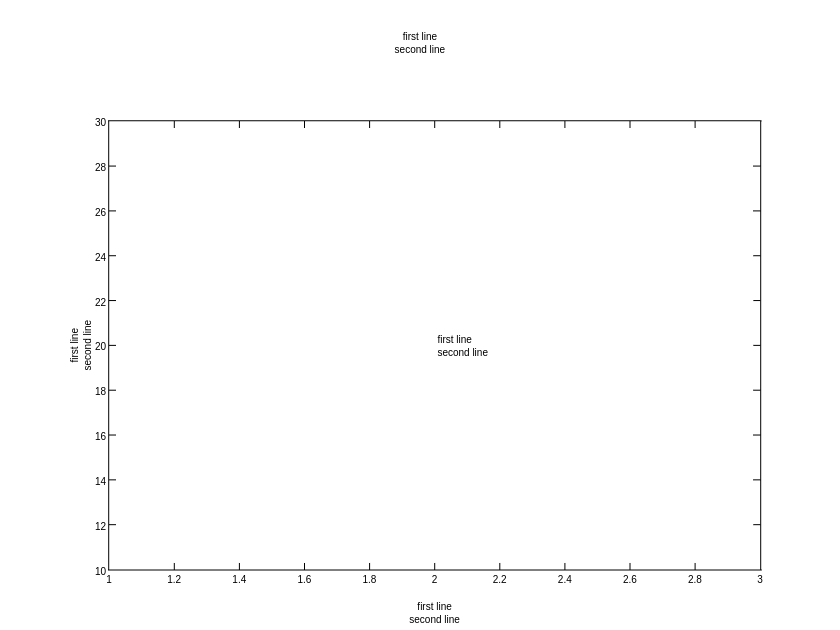 first line
second line
30
28
26
24
22
20
18
16
14
12
10
first line
second line
first line
second line
1 1.2 1.4 1.6 1.8 2 2.2 2.4 2.6 2.8 3
first line
second line